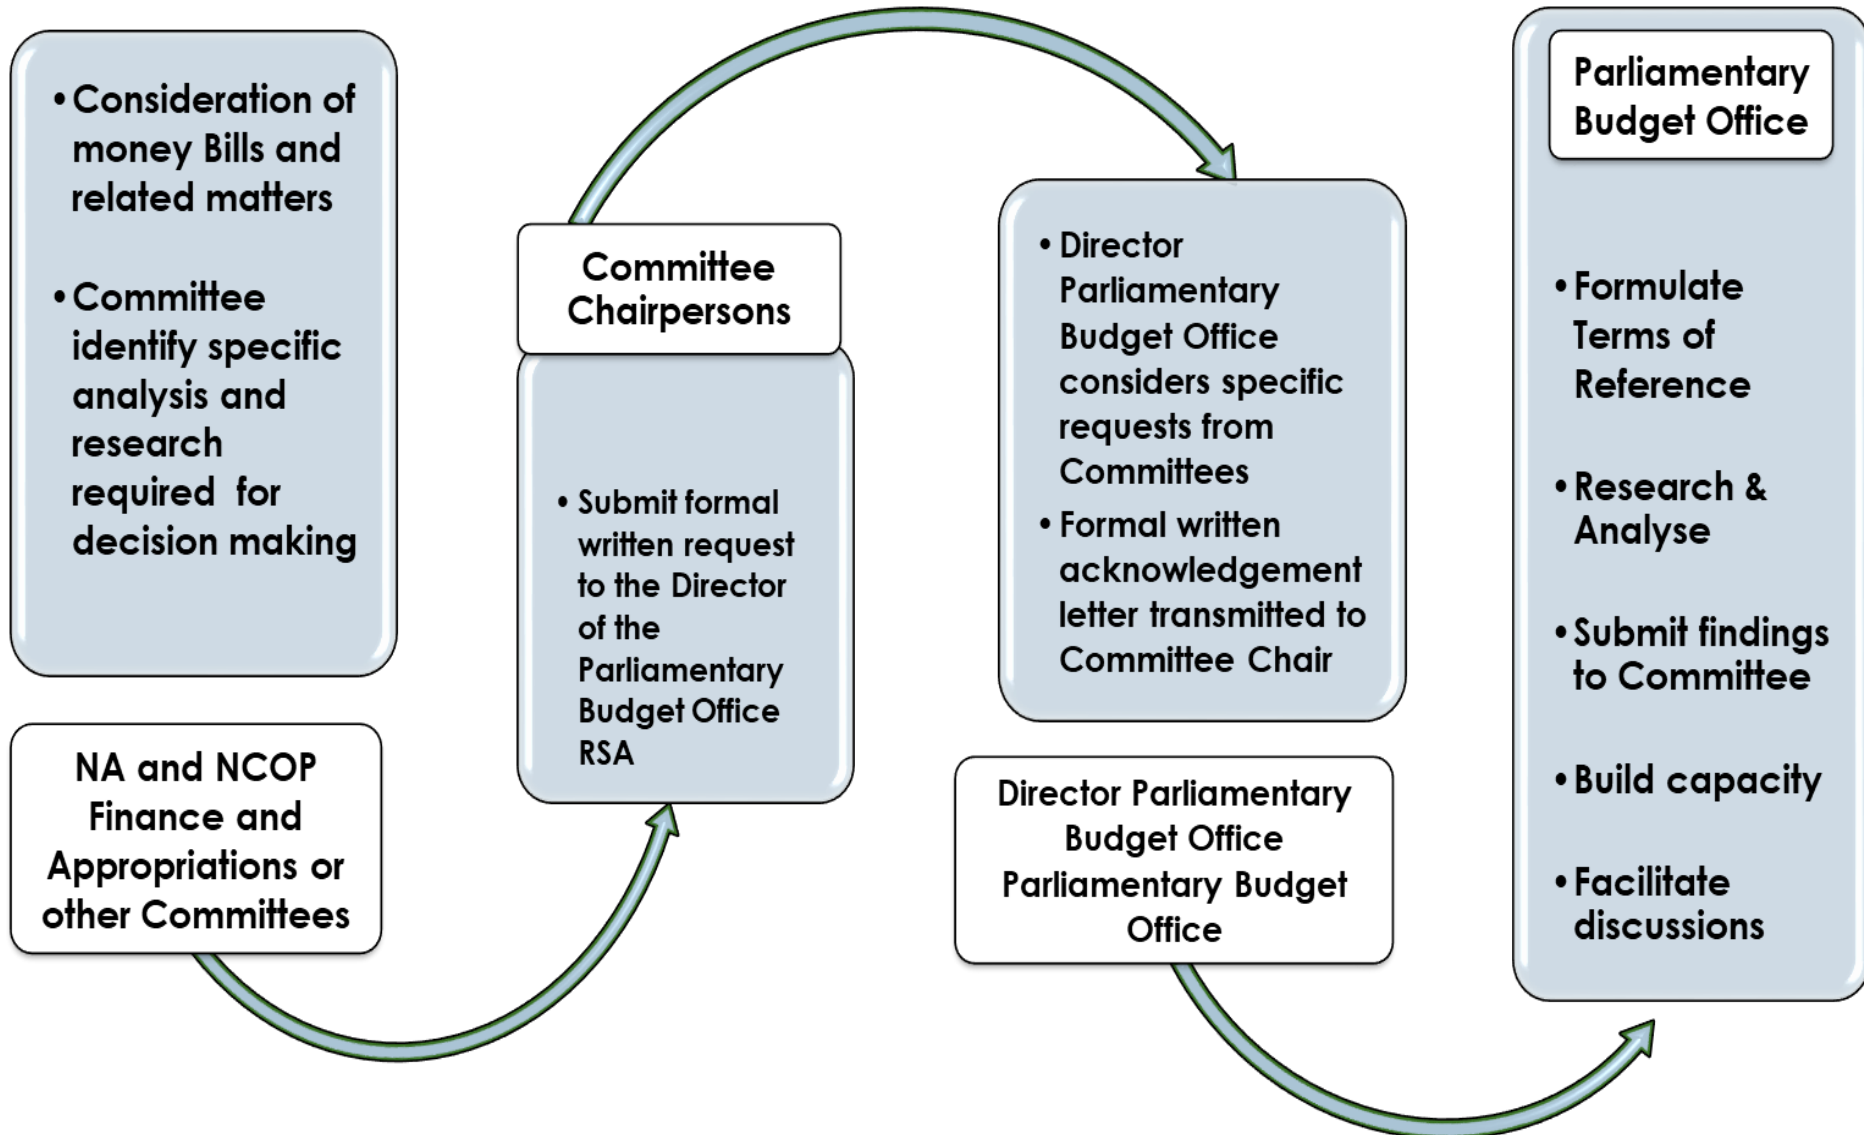 • Consideration of
money Bills and
related matters
• Committee
identify specific
analysis and
research
required for
decision making
NA and NCOP
Finance and
Appropriations or
other Committees
Committee
Chairpersons
• Submit formal
written request
to the Director
of the
Parliamentary
Budget Office
RSA
• Director
Parliamentary
Budget Office
considers specific
requests from
Committees
• Formal written
acknowledgement
letter transmitted to
Committee Chair
Director Parliamentary
Budget Office
Parliamentary Budget
Office
Parliamentary
Budget Office
• Formulate
Terms of
Reference
• Research &
Analyse
• Submit findings
to Committee
• Build capacity
• Facilitate
discussions